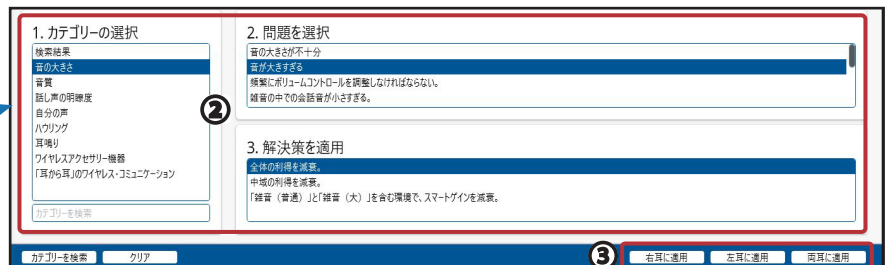 1. カテゴリーの選択
検索結果
音の大きさ
音質
話し声の明瞭度
自分の声
ハウリング
耳鳴り
ワイヤレスアクセサリー機器
「耳から耳」のワイヤレス・コミュニケーション
カテゴリーを検索
②
2. 問題を選択
音の大きさが不十分
音が大きすぎる
頻繁にボリュームコントロールを調整しなければならない。
雑音の中での会話音が小さすぎる。
3. 解決策を適用
全体の利得を減衰。
中域の利得を減衰。
「雑音（普通）」と「雑音（大）」を含む環境で、スマートゲインを減衰。
カテゴリーを検索 クリア ③ 右耳に適用 左耳に適用 両耳に適用